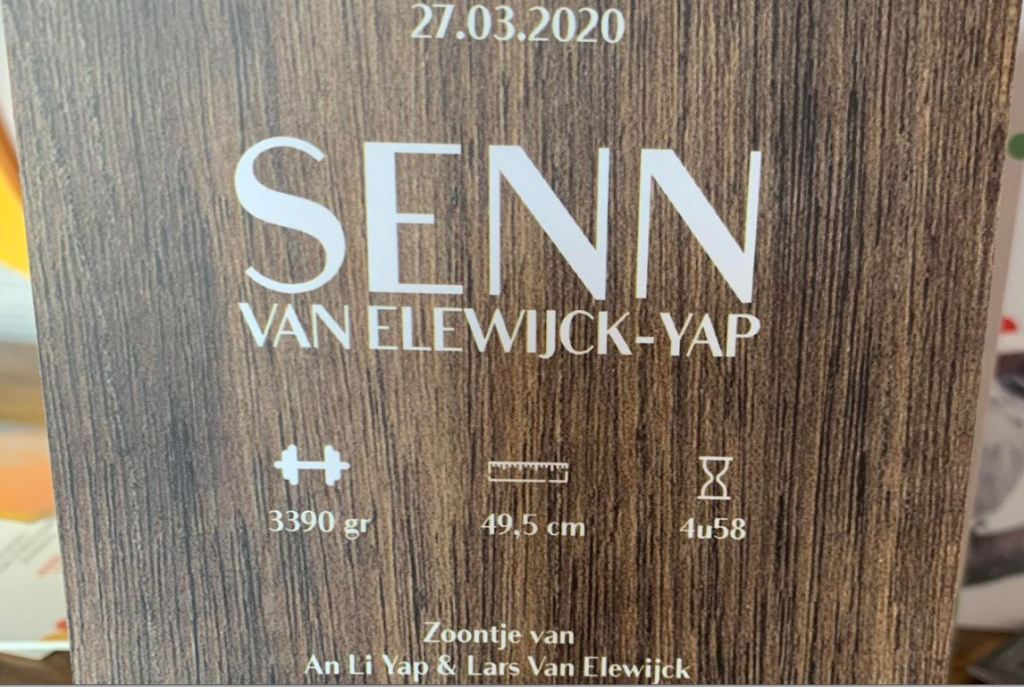 27.03.2020
SENN
VAN ELEWIJCK-YAP
3390 gr 49,5 cm 4u58
Zoontje van
An Li Yap & Lars Van Elewijck